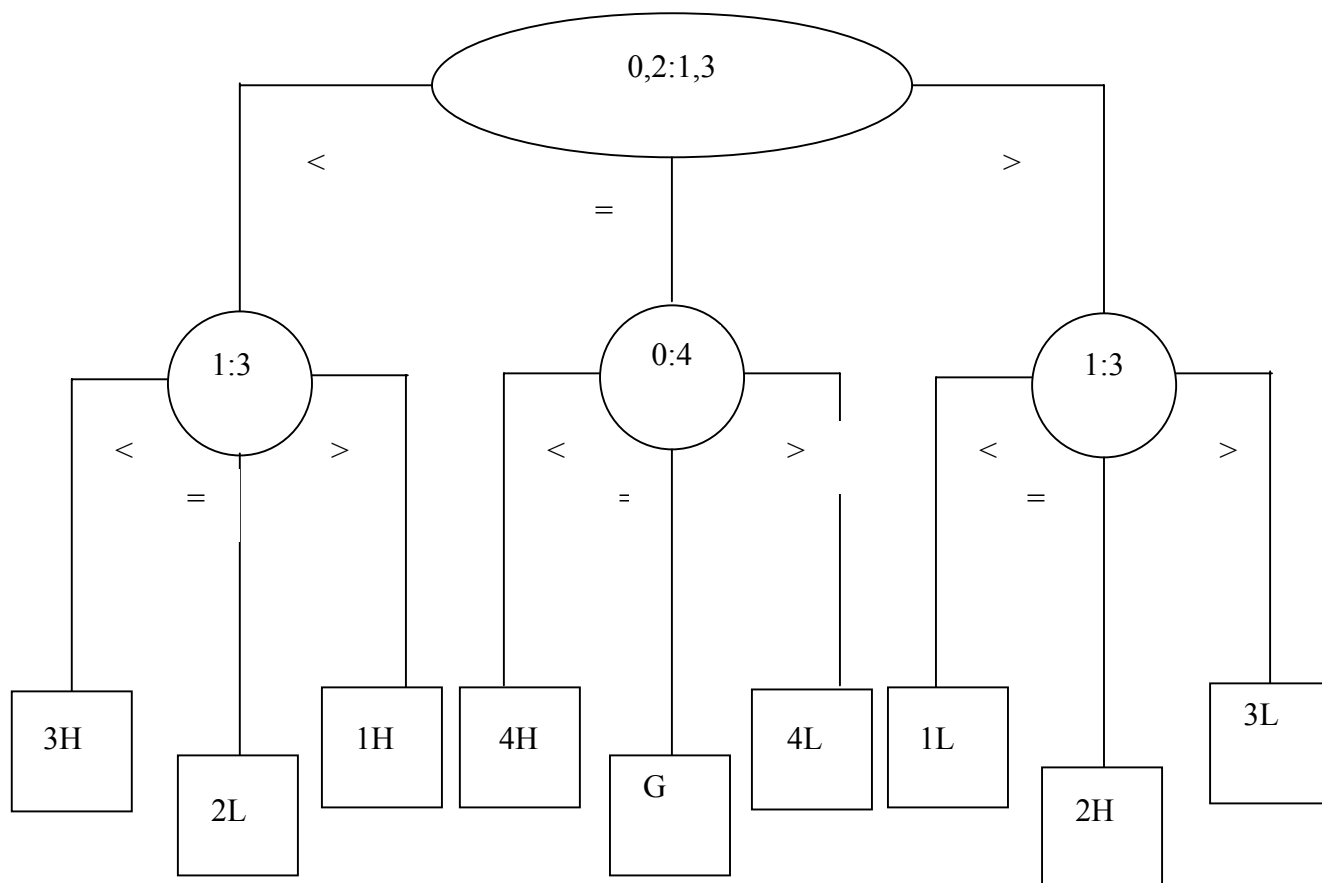 0,2:1,3
< >
=
1:3 0:4 1:3
< > < > < >
= = =
3H 1H 4H 4L 1L 3L
2L G 2H